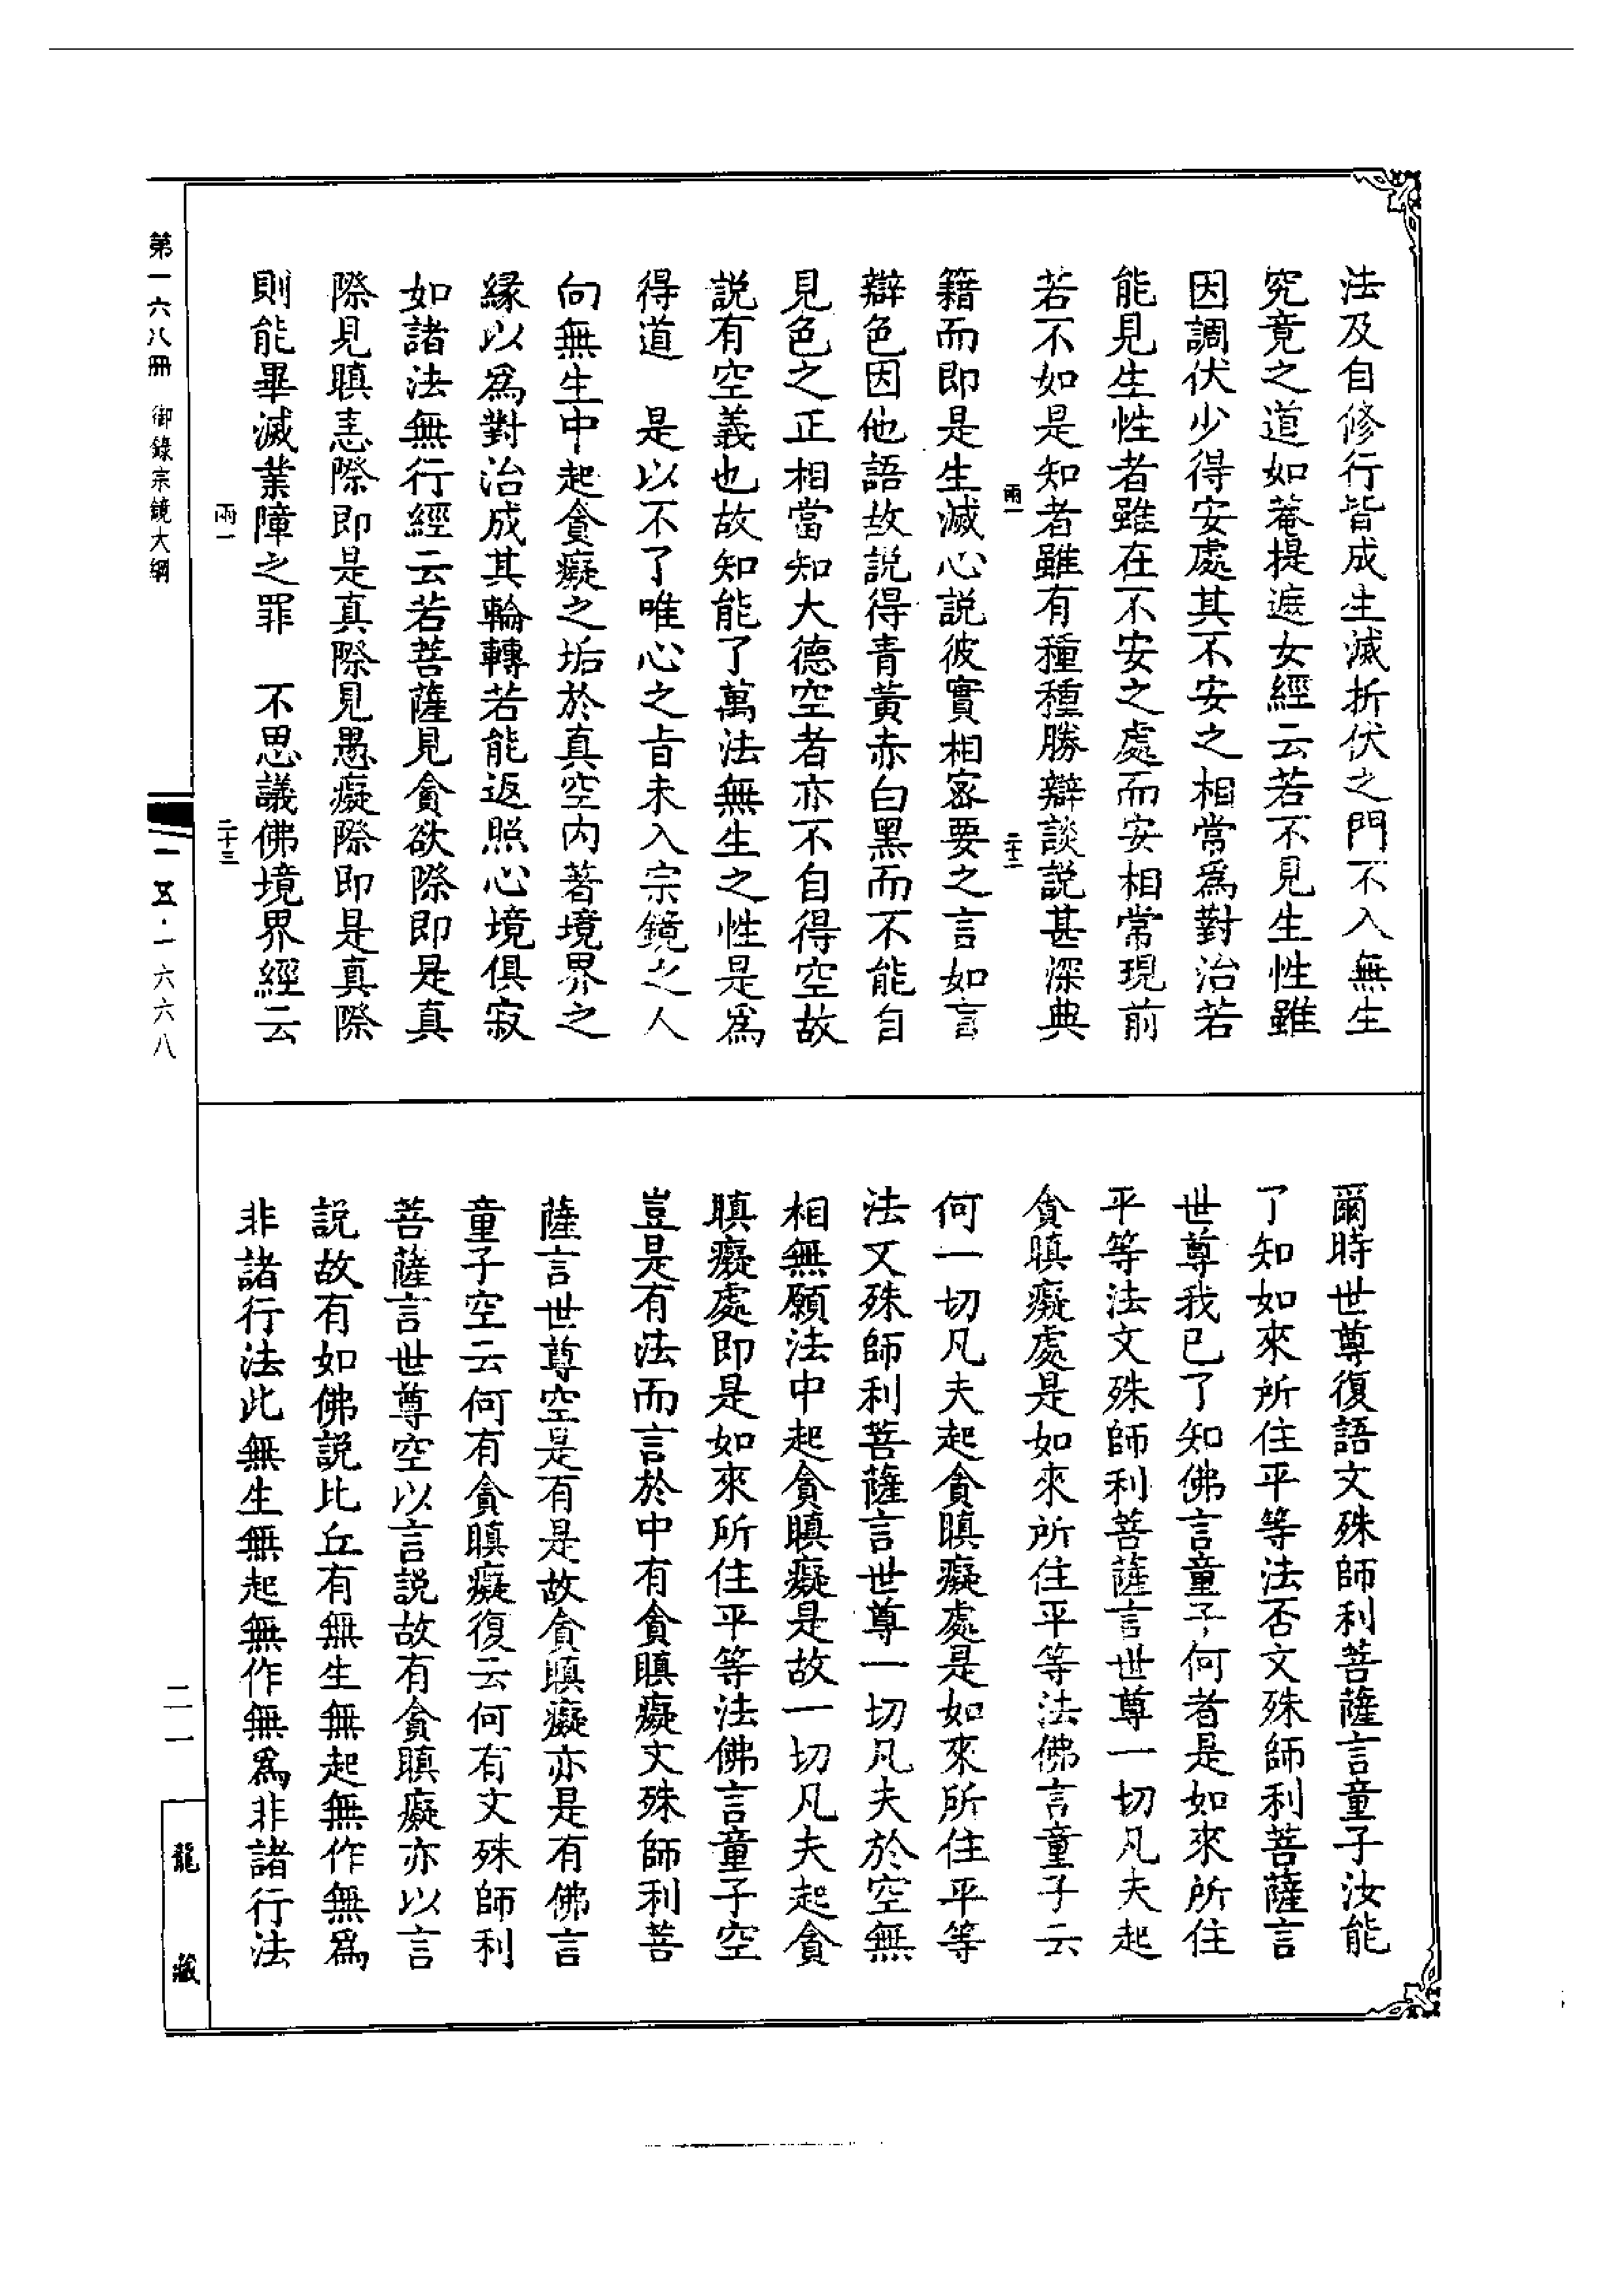 法及自修行皆成生滅折伏之門不入無生
究竟之道如菴提遮女經云若不見生性雖
因調伏少得安處其不安之相常爲對治若
能見生性者雖在不安之處而安相常現前
若不如是知者雖有種種勝辯談説甚深典
兩一
二十二
籍而即是生滅心説彼實相密要之言如言
辯色因他語故説得青黃赤白黑而不能自
見色之正相當知大德空者亦不自得空故
説有空義也故知能了萬法無生之性是爲
得道　是以不了唯心之旨未入宗鏡之人
向無生中起貪癡之垢於真空内著境界之
緣以爲對治成其輪轉若能返照心境俱寂
如諸法無行經云若菩薩見貪欲際即是真
際見瞋恚際即是真際見愚癡際即是真際
則能畢滅業障之罪　不思議佛境界經云
兩一
二十三
爾時世尊復語文殊師利菩薩言童子汝能
了知如來所住平等法否文殊師利菩薩言
世尊我已了知佛言童子何者是如來所住
平等法文殊師利菩薩言世尊一切凡夫起
貪瞋癡處是如來所住平等法佛言童子云
何一切凡夫起貪瞋癡處是如來所住平等
法文殊師利菩薩言世尊一切凡夫於空無
相無願法中起貪瞋癡是故一切凡夫起貪
瞋癡處即是如來所住平等法佛言童子空
豈是有法而言於中有貪瞋癡文殊師利菩
薩言世尊空是有是故貪瞋癡亦是有佛言
童子空云何有貪瞋癡復云何有文殊師利
菩薩言世尊空以言説故有貪瞋癡亦以言
説故有如佛説比丘有無生無起無作無爲
非諸行法此無生無起無作無爲非諸行法
第一六八冊　御錄宗鏡大綱
一五·一六六八
二一
龍藏